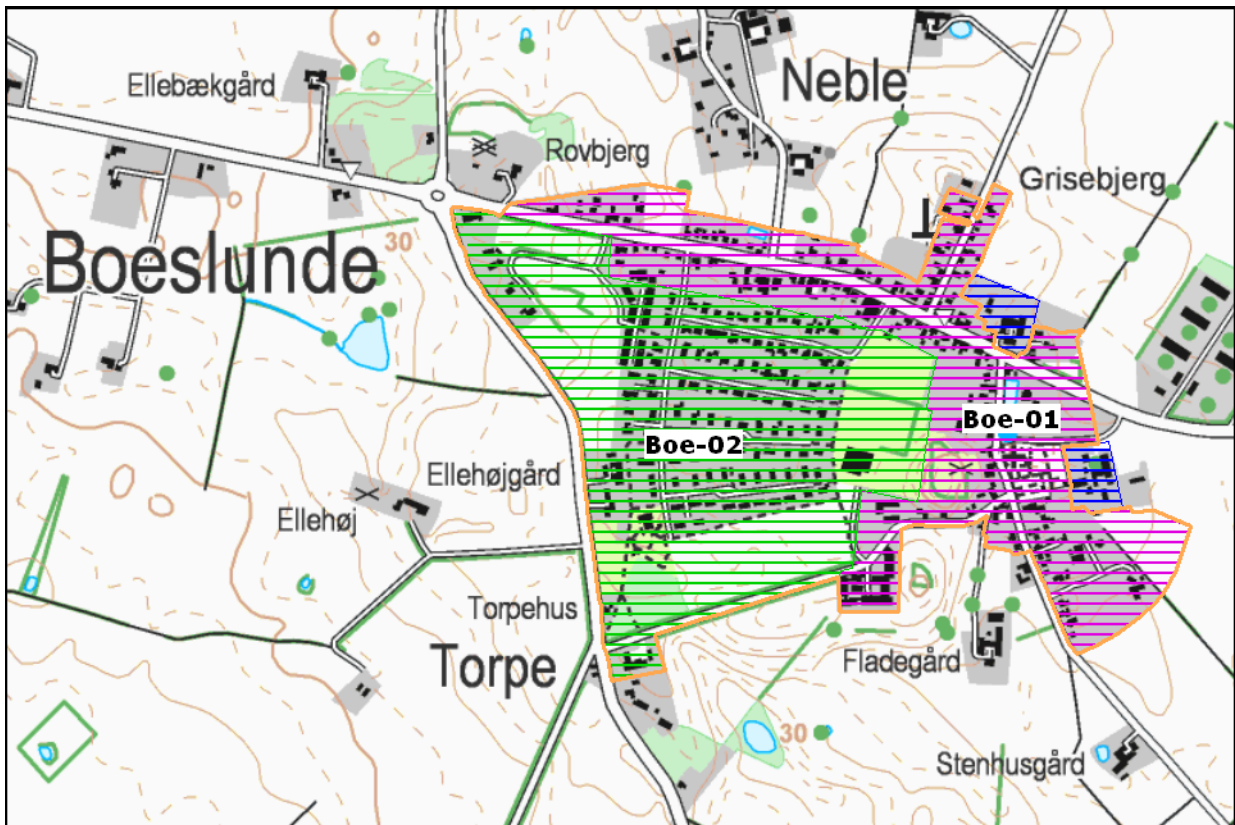 Neble
Ellebækgård
Rovbjerg
Grisebjerg
30
Boeslunde
Boe-01
Boe-02
Ellehøjgård
Ellehøj
Torpehus
Torpe
Fladegård
30
Stenhusgård